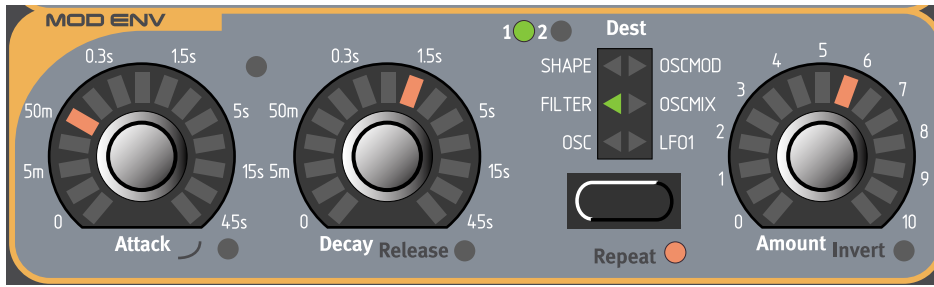 MOD ENV
1 2 Dest
0.3s 1.5s 0.3s 1.5s 5
4 6
SHAPE OSCMOD
50m 5s 50m 5s FILTER OSCMIX 3 7
2 8
5m 15s 5m 15s OSC LFO1
1 9
0 45s 0 45s 0 10
Attack Decay Release Repeat Amount Invert